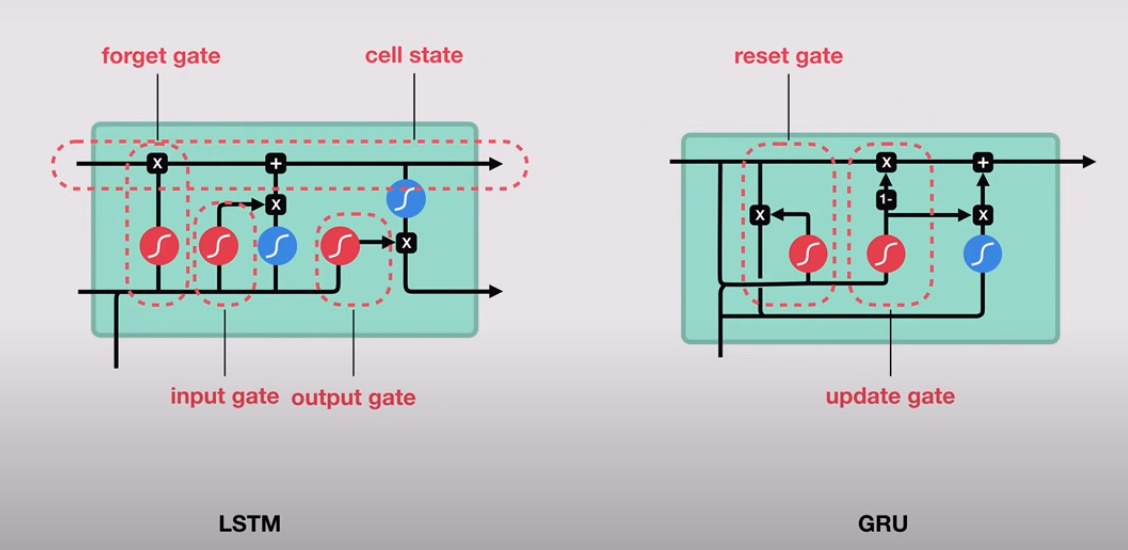 forget gate
cell state
reset gate
X
+
X
+
X
1-
X
X
X
input gate
output gate
update gate
LSTM
GRU